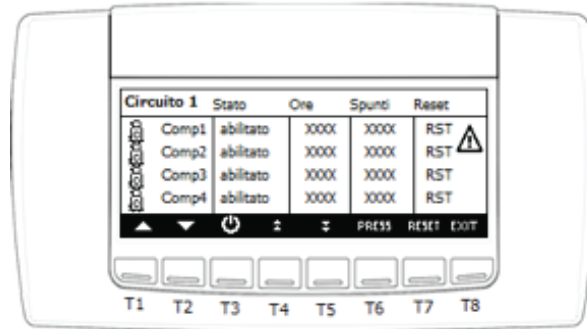 Circuito 1 Stato Ore Spunti Reset
Comp1 abilitato XXXX XXXX RST
Comp2 abilitato XXXX XXXX RST
Comp3 abilitato XXXX XXXX RST
Comp4 abilitato XXXX XXXX RST
PRESS RESET EXIT
T1 T2 T3 T4 T5 T6 T7 T8